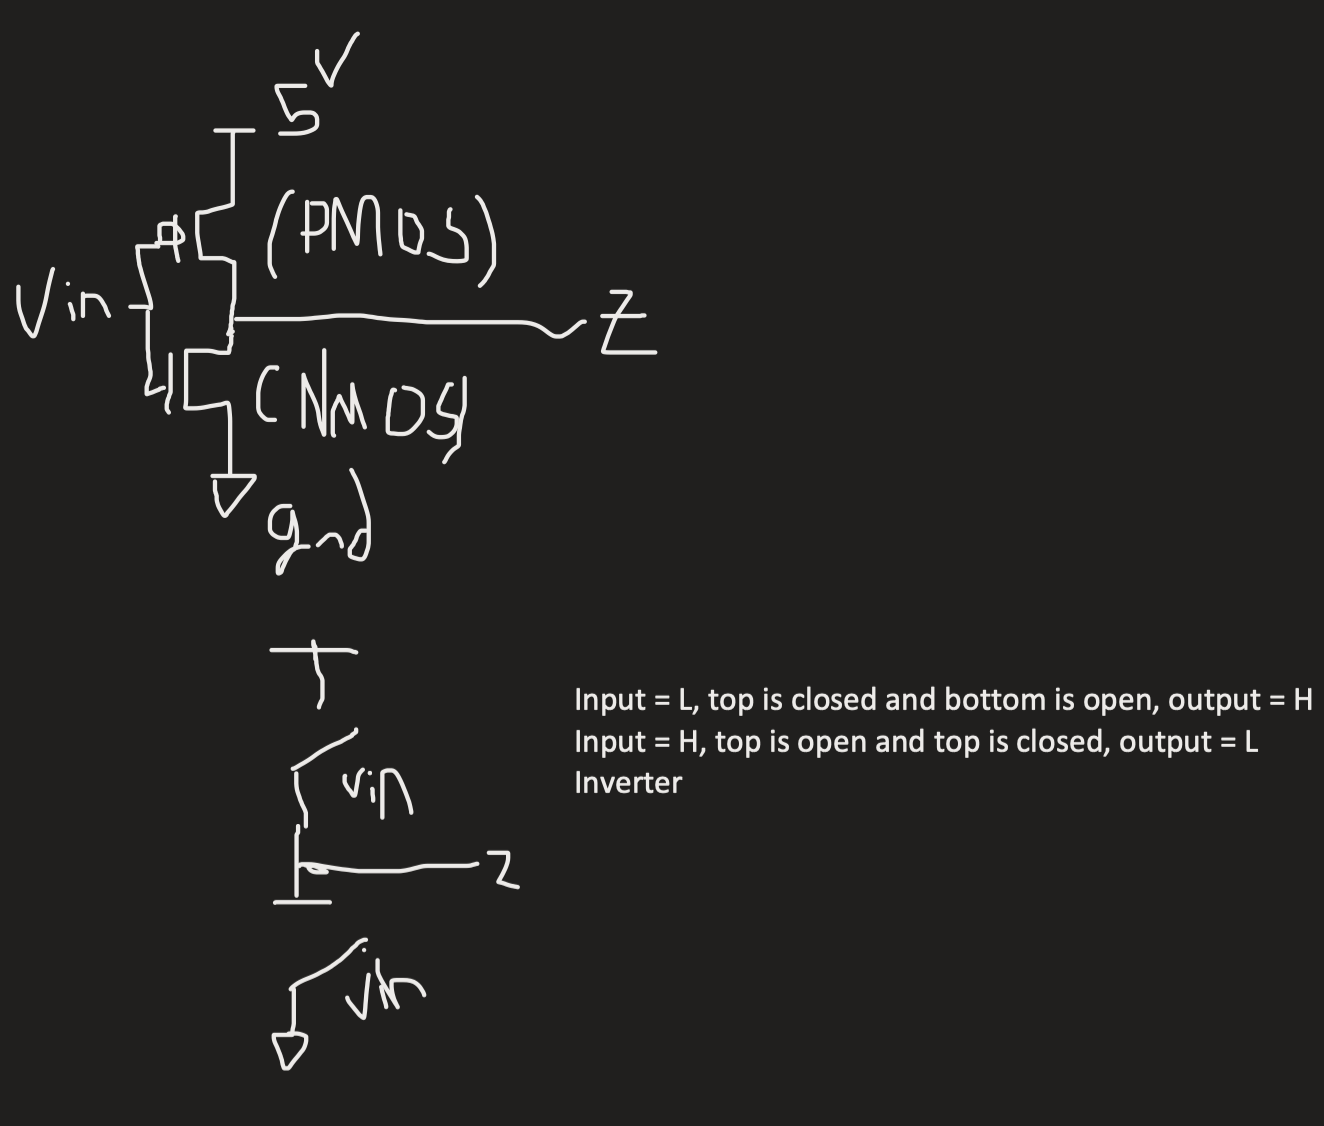 5V
(PMOS)
Vin
Z
(NMOS)
gnd
Input = L, top is closed and bottom is open, output = H
Input = H, top is open and top is closed, output = L
Inverter
Vin
Z
Vin